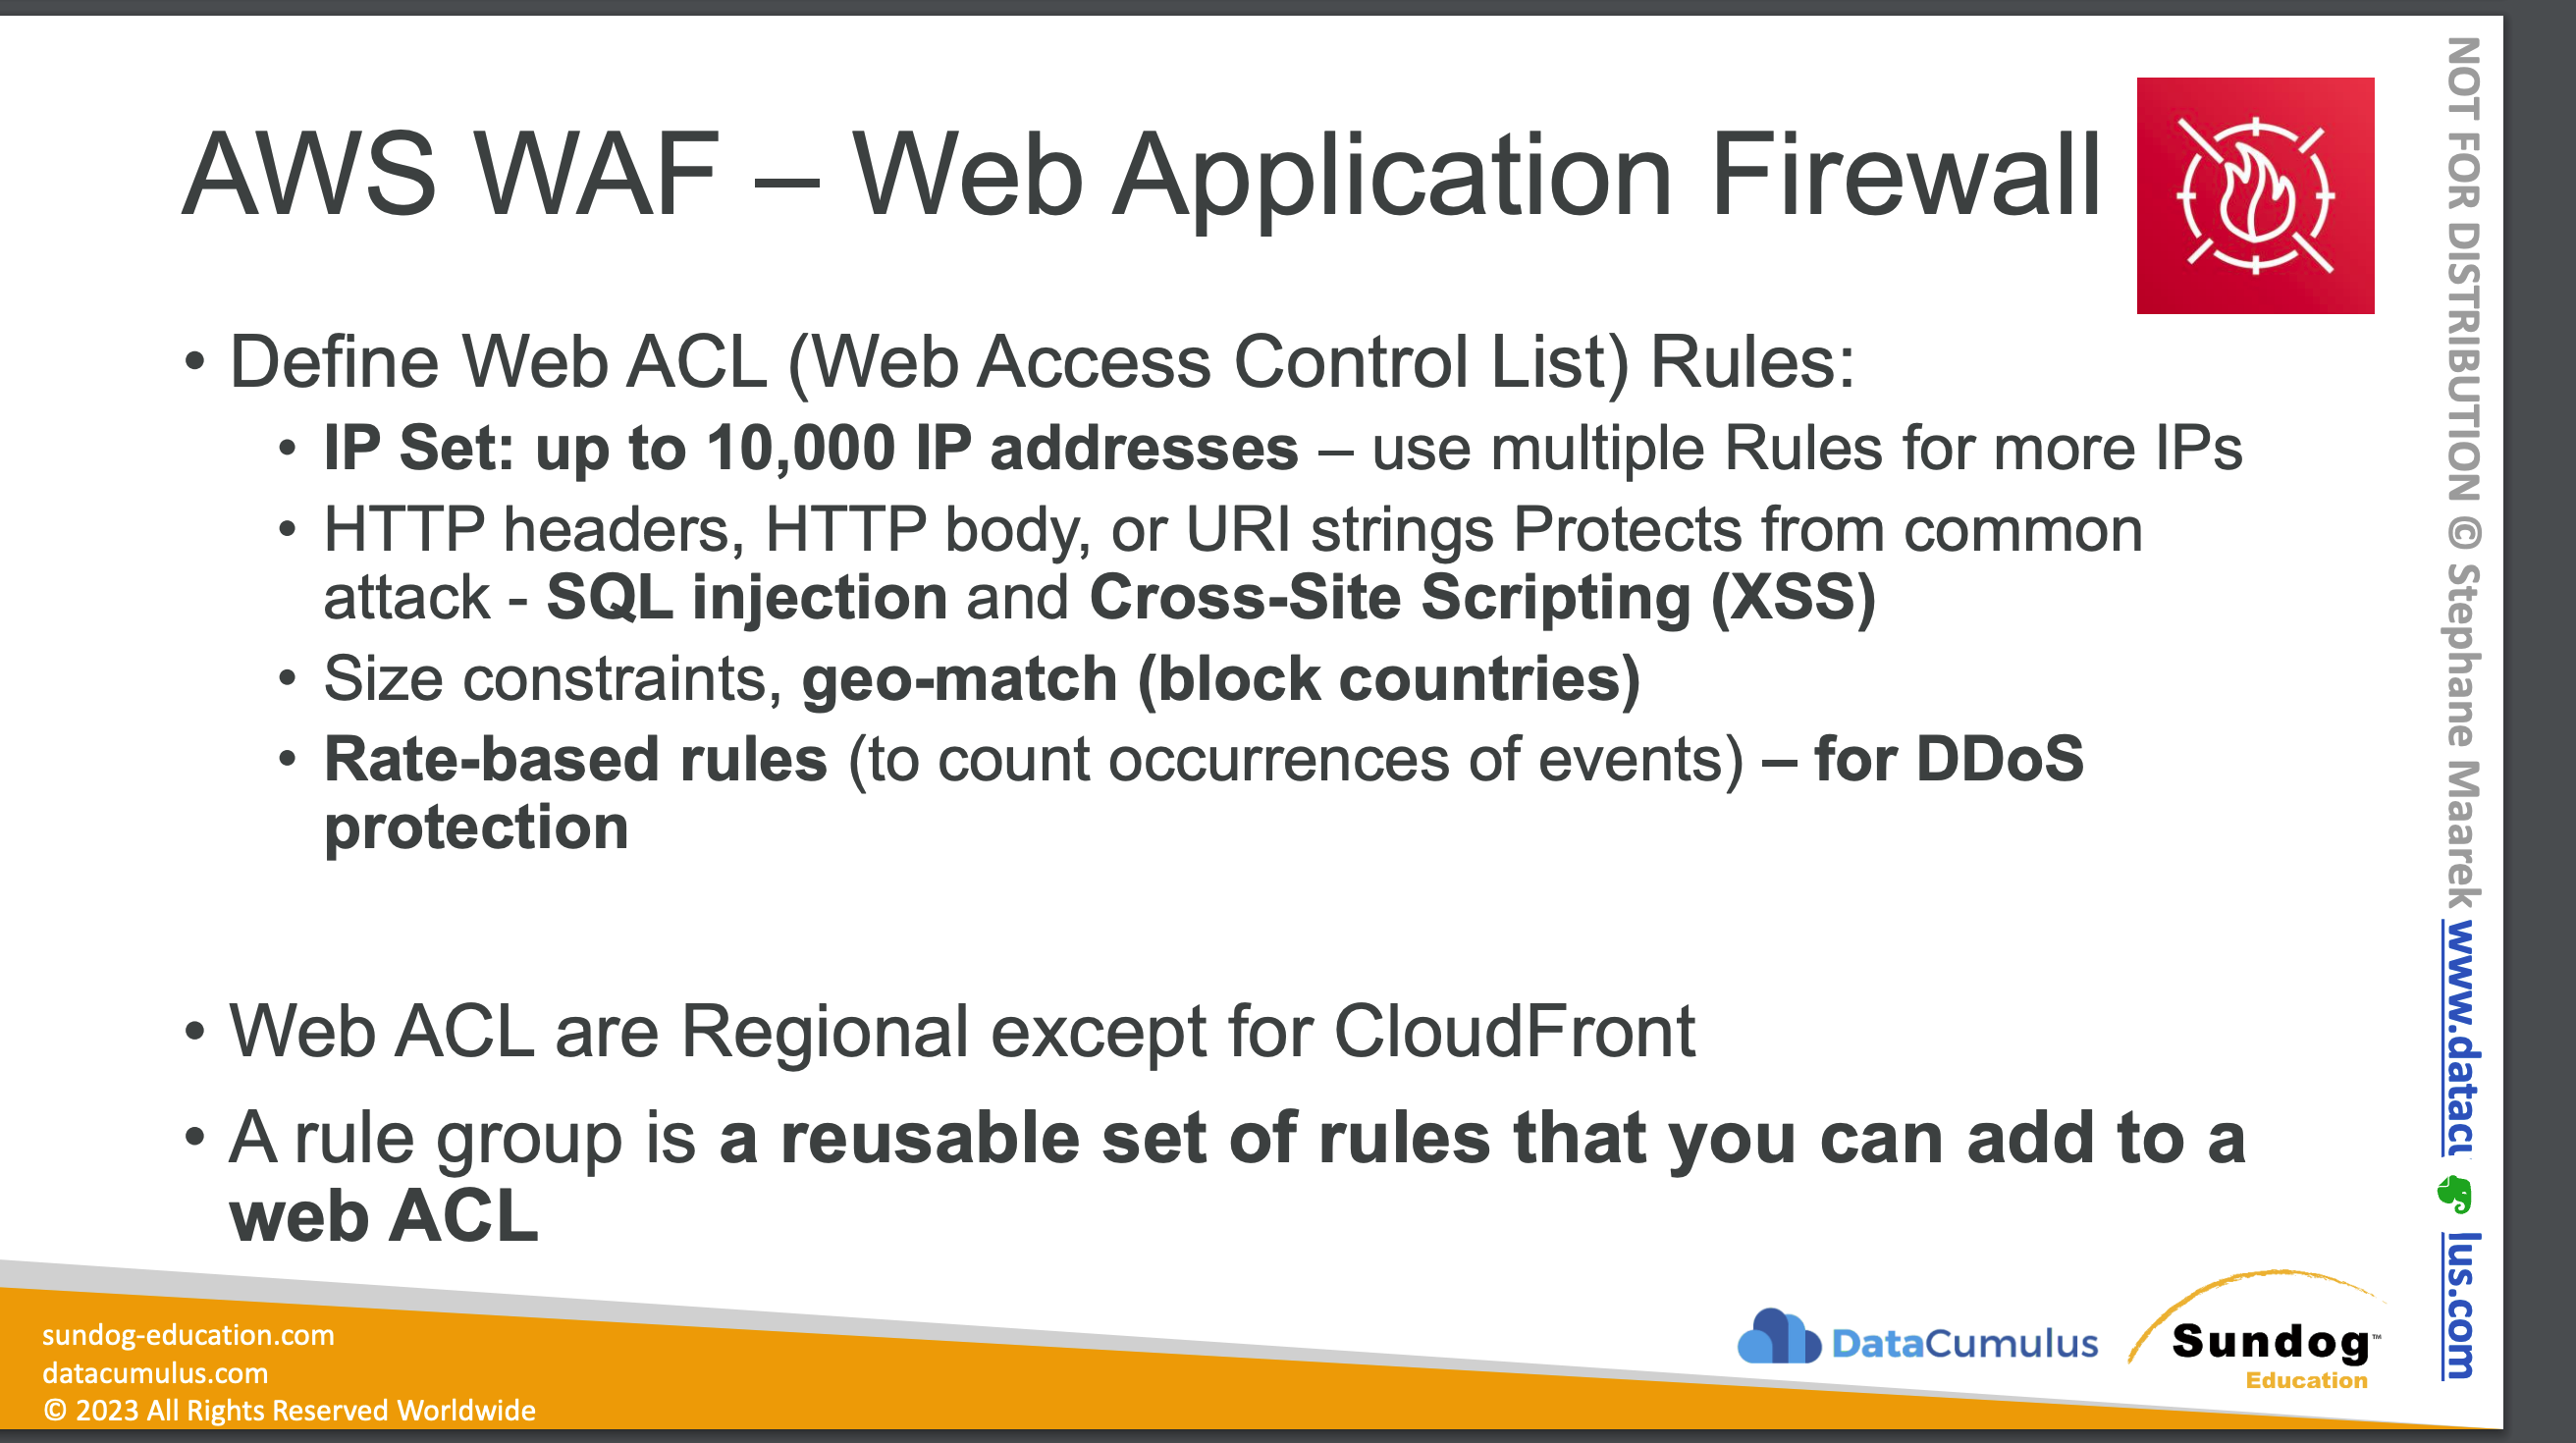 AWS WAF – Web Application Firewall
• Define Web ACL (Web Access Control List) Rules:
• IP Set: up to 10,000 IP addresses – use multiple Rules for more IPs
• HTTP headers, HTTP body, or URI strings Protects from common
attack - SQL injection and Cross-Site Scripting (XSS)
• Size constraints, geo-match (block countries)
• Rate-based rules (to count occurrences of events) – for DDoS
protection
• Web ACL are Regional except for CloudFront
• A rule group is a reusable set of rules that you can add to a
web ACL
sundog-education.com
datacumulus.com
© 2023 All Rights Reserved Worldwide
DataCumulus
Sundog™
Education
NOT FOR DISTRIBUTION © Stephane Maarek www.datacu lus.com